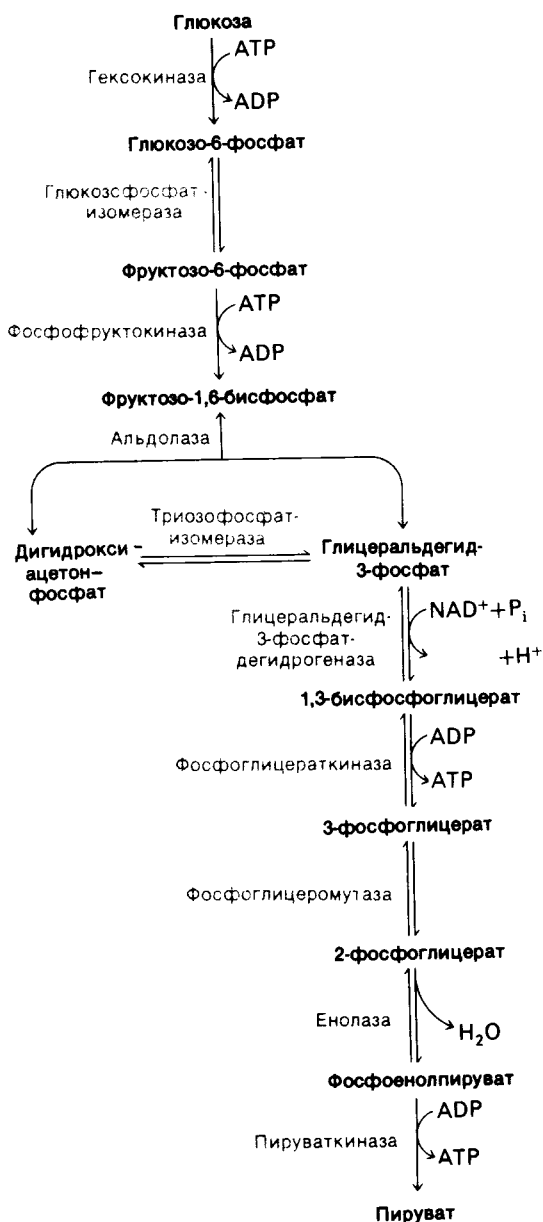 Глюкоза
ATP
Гексокиназа
ADP
Глюкозо-6-фосфат
Глюкозсфосфат-
изомераза
Фруктозо-6-фосфат
ATP
Фосфофруктокиназа
ADP
Фруктозо-1,6-бисфосфат
Альдолаза
Триозофосфат-
изомераза
Дигидрокси-
ацетон-
фосфат
Глицеральдегид-
3-фосфат
Глицеральдегид-
3-фосфат-
дегидрогеназа
NAD⁺+Pᵢ
+H⁺
1,3-бисфосфоглицерат
ADP
Фосфоглицераткиназа
ATP
3-фосфоглицерат
Фосфоглицеромутаза
2-фосфоглицерат
Енолаза
H₂O
Фосфоенолпируват
ADP
Пируваткиназа
ATP
Пируват